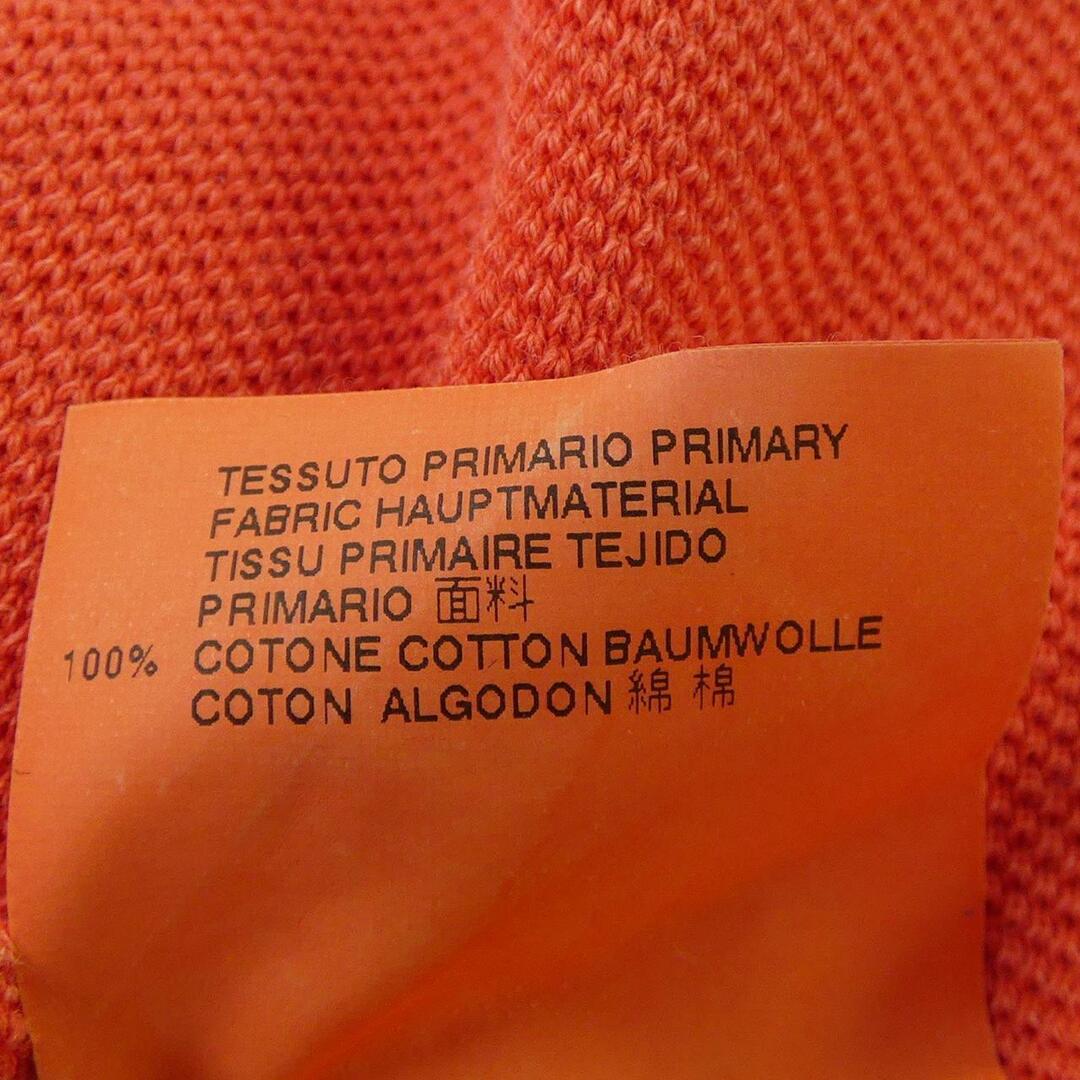 TESSUTO PRIMARIO PRIMARY
FABRIC HAUPTMATERIAL
TISSU PRIMAIRE TEJIDO
PRIMARIO 面料
100% COTONE COTTON BAUMWOLLE
COTON ALGODON 綿 棉